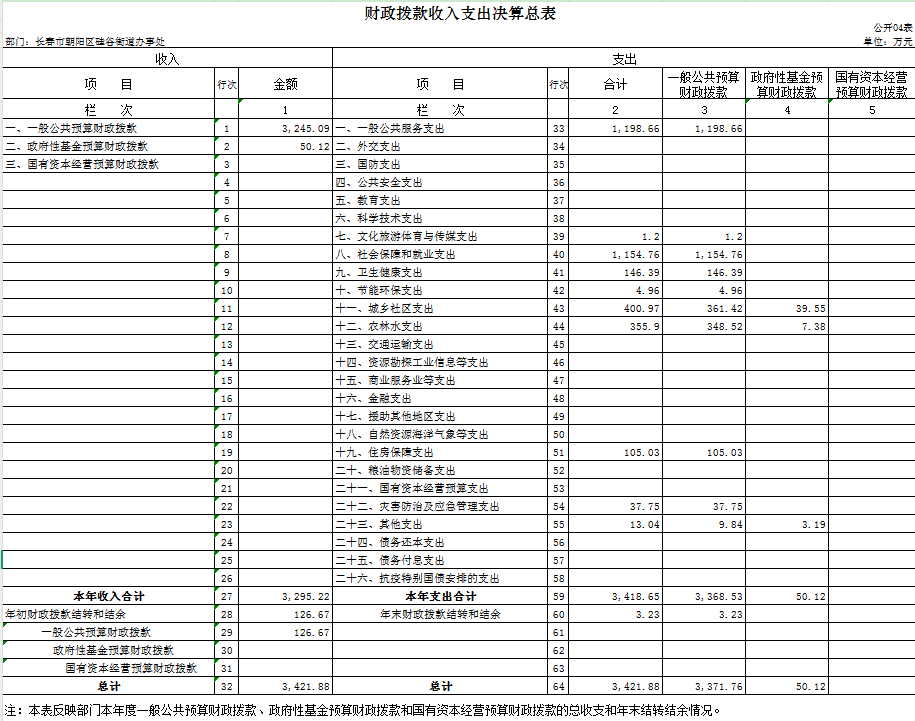 财政拨款收入支出决算总表
公开04表
部门：长春市朝阳区硅谷街道办事处 单位：万元
收入 支出
项 目 行次 金额 项 目 行次 合计 一般公共预算财政拨款 政府性基金预算财政拨款 国有资本经营预算财政拨款
栏 次 1 栏 次 2 3 4 5
一、一般公共预算财政拨款 1 3,245.09 一、一般公共服务支出 33 1,198.66 1,198.66
二、政府性基金预算财政拨款 2 50.12 二、外交支出 34
三、国有资本经营预算财政拨款 3 三、国防支出 35
4 四、公共安全支出 36
5 五、教育支出 37
6 六、科学技术支出 38
7 七、文化旅游体育与传媒支出 39 1.2 1.2
8 八、社会保障和就业支出 40 1,154.76 1,154.76
9 九、卫生健康支出 41 146.39 146.39
10 十、节能环保支出 42 4.96 4.96
11 十一、城乡社区支出 43 400.97 361.42 39.55
12 十二、农林水支出 44 355.9 348.52 7.38
13 十三、交通运输支出 45
14 十四、资源勘探工业信息等支出 46
15 十五、商业服务业等支出 47
16 十六、金融支出 48
17 十七、援助其他地区支出 49
18 十八、自然资源海洋气象等支出 50
19 十九、住房保障支出 51 105.03 105.03
20 二十、粮油物资储备支出 52
21 二十一、国有资本经营预算支出 53
22 二十二、灾害防治及应急管理支出 54 37.75 37.75
23 二十三、其他支出 55 13.04 9.84 3.19
24 二十四、债务还本支出 56
25 二十五、债务付息支出 57
26 二十六、抗疫特别国债安排的支出 58
本年收入合计 27 3,295.22 本年支出合计 59 3,418.65 3,368.53 50.12
年初财政拨款结转和结余 28 126.67 年末财政拨款结转和结余 60 3.23 3.23
一般公共预算财政拨款 29 126.67 61
政府性基金预算财政拨款 30 62
国有资本经营预算财政拨款 31 63
总计 32 3,421.88 总计 64 3,421.88 3,371.76 50.12
注：本表反映部门本年度一般公共预算财政拨款、政府性基金预算财政拨款和国有资本经营预算财政拨款的总收支和年末结转结余情况。